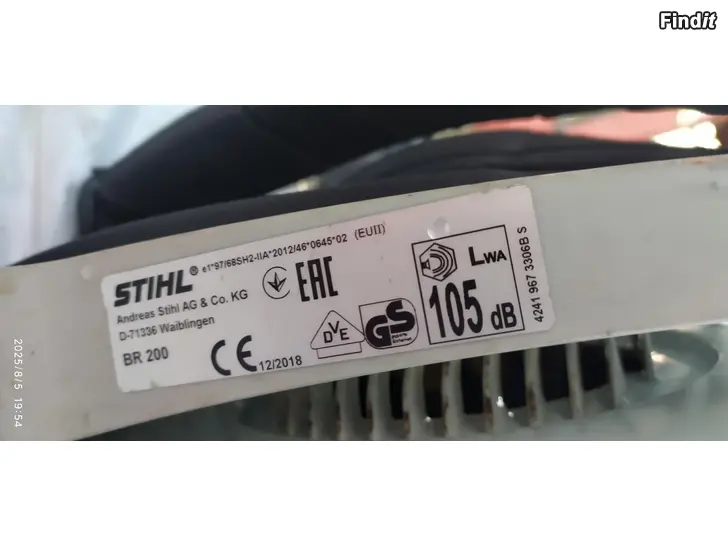 Findit
STIHL® e1*97/68SH2-IIA*2012/46*0645*02 (EUII)
Andreas Stihl AG & Co. KG
D-71336 Waiblingen
BR 200
CE 12/2018
EAC
DVE
GS
LWA
105 dB
4241 967 3306B S
2025/8/5 19:54